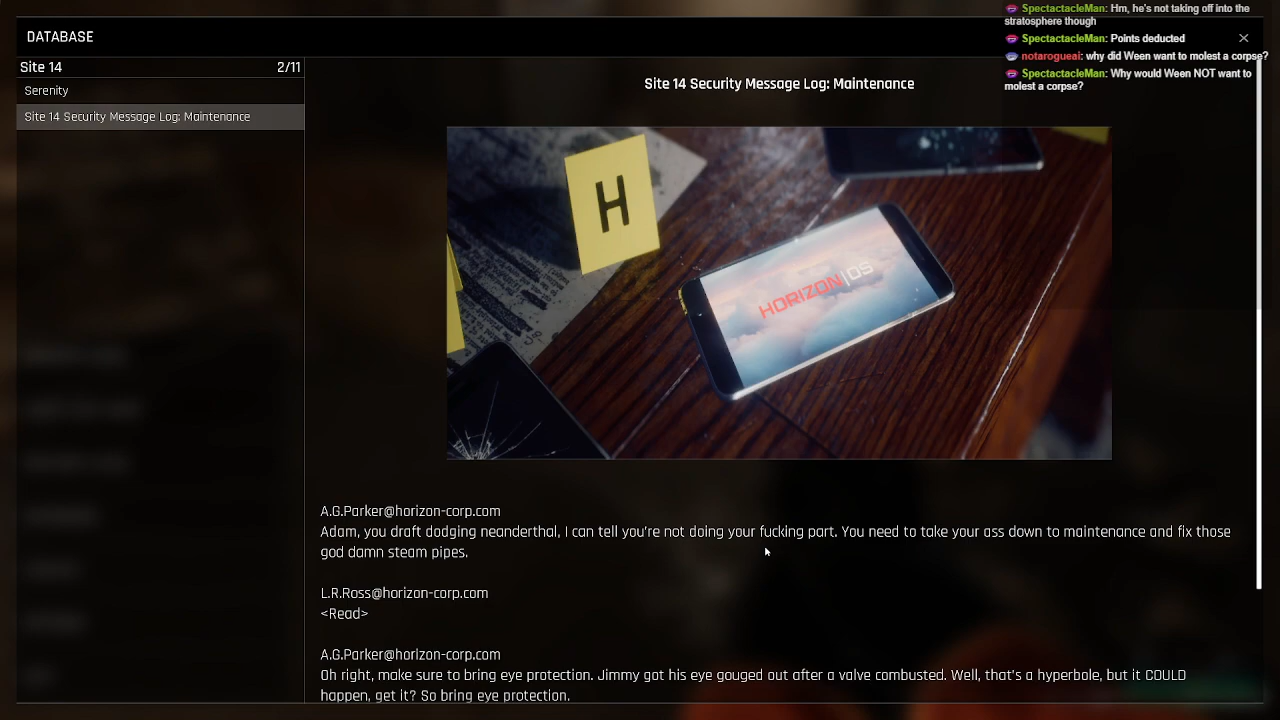 SpectactacleMan: Hm, he's not taking off into the
stratosphere though
DATABASE
SpectactacleMan: Points deducted
notarogueai: why did Ween want to molest a corpse?
Site 14 2/11
SpectactacleMan: Why would Ween NOT want to
molest a corpse?
Serenity
Site 14 Security Message Log: Maintenance
Site 14 Security Message Log: Maintenance
H
HORIZON|OS
A.G.Parker@horizon-corp.com
Adam, you draft dodging neanderthal, I can tell you're not doing your fucking part. You need to take your ass down to maintenance and fix those
god damn steam pipes.
L.R.Ross@horizon-corp.com
<Read>
A.G.Parker@horizon-corp.com
Oh right, make sure to bring eye protection. Jimmy got his eye gouged out after a valve combusted. Well, that's a hyperbole, but it COULD
happen, get it? So bring eye protection.